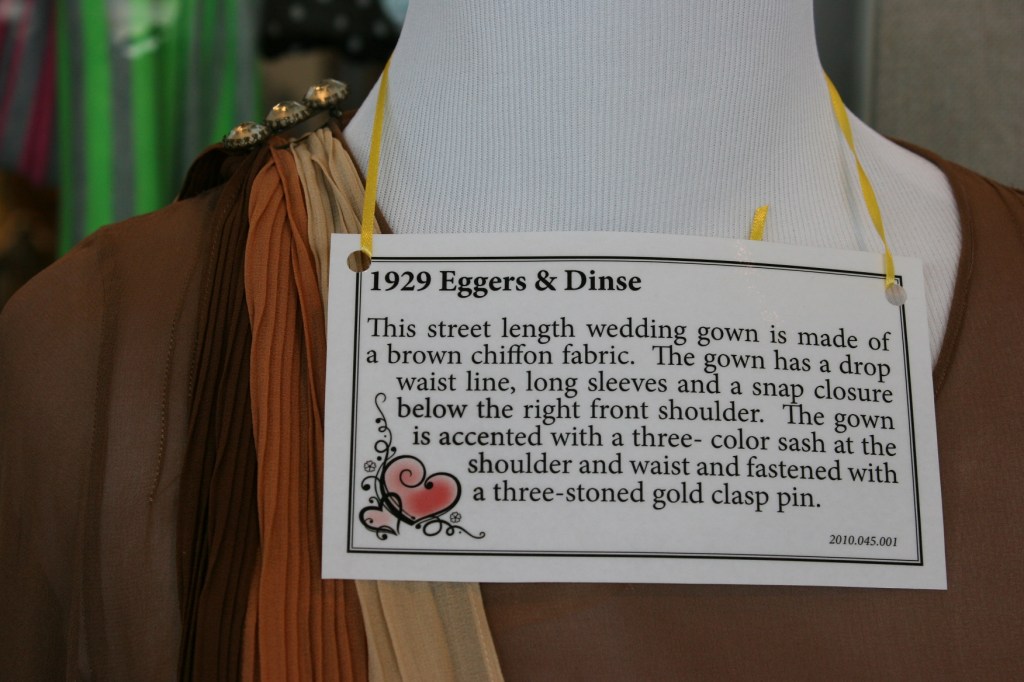 1929 Eggers & Dinse
This street length wedding gown is made of
a brown chiffon fabric. The gown has a drop
waist line, long sleeves and a snap closure
below the right front shoulder. The gown
is accented with a three- color sash at the
shoulder and waist and fastened with
a three-stoned gold clasp pin.
2010.045.001